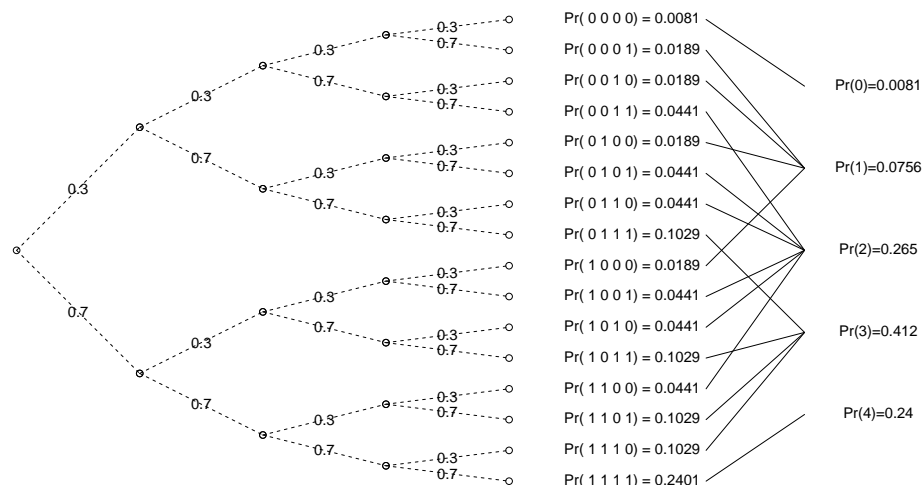 0.3
0.7
0.3
0.7
0.3
0.7
0.3
0.7
0.3
0.7
0.3
0.7
0.3
0.7
0.3
0.7
0.3
0.7
0.3
0.7
0.3
0.7
0.3
0.7
0.3
0.7
0.3
0.7
0.3
0.7
Pr( 0 0 0 0 ) = 0.0081
Pr( 0 0 0 1 ) = 0.0189
Pr( 0 0 1 0 ) = 0.0189
Pr( 0 0 1 1 ) = 0.0441
Pr( 0 1 0 0 ) = 0.0189
Pr( 0 1 0 1 ) = 0.0441
Pr( 0 1 1 0 ) = 0.0441
Pr( 0 1 1 1 ) = 0.1029
Pr( 1 0 0 0 ) = 0.0189
Pr( 1 0 0 1 ) = 0.0441
Pr( 1 0 1 0 ) = 0.0441
Pr( 1 0 1 1 ) = 0.1029
Pr( 1 1 0 0 ) = 0.0441
Pr( 1 1 0 1 ) = 0.1029
Pr( 1 1 1 0 ) = 0.1029
Pr( 1 1 1 1 ) = 0.2401
Pr(0)=0.0081
Pr(1)=0.0756
Pr(2)=0.265
Pr(3)=0.412
Pr(4)=0.24